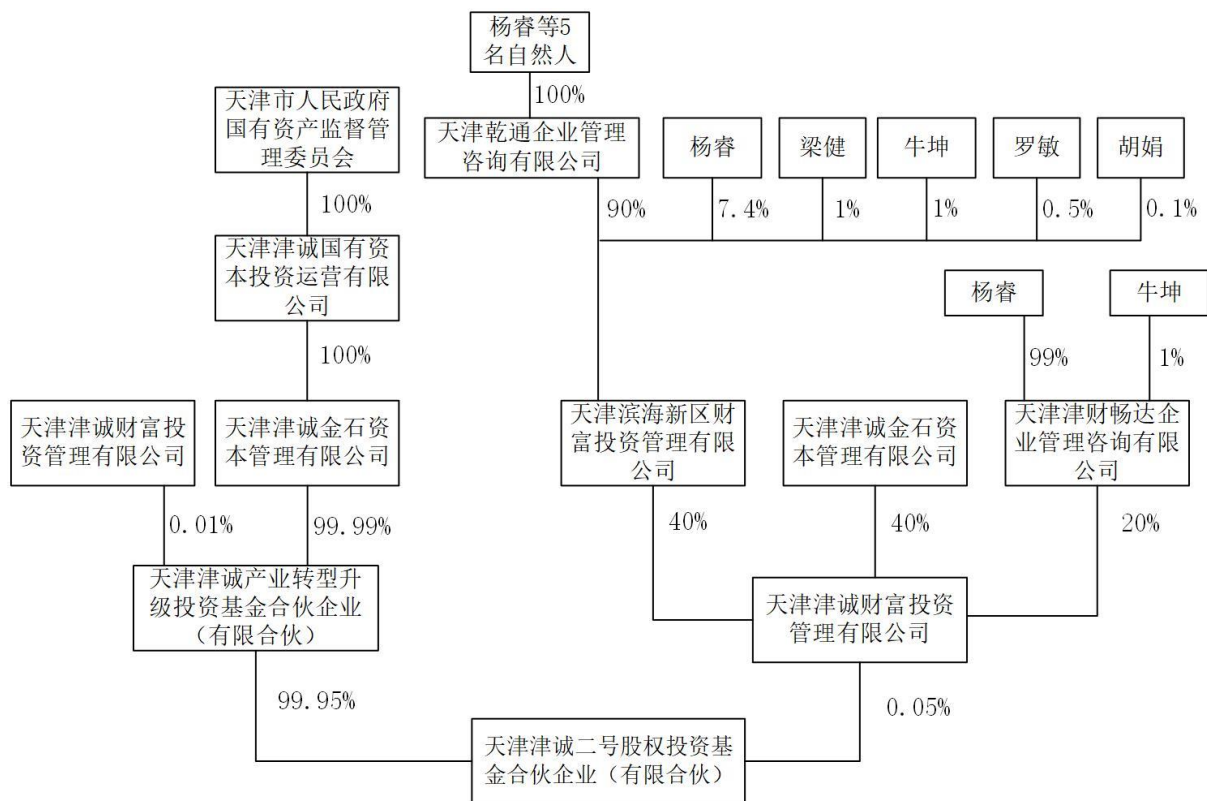 杨睿等5
名自然人
100%
天津市人民政府
国有资产监督管
理委员会
天津乾通企业管理
咨询有限公司
杨睿
梁健
牛坤
罗敏
胡娟
100%
90%
7.4%
1%
1%
0.5%
0.1%
天津津诚国有资
本投资运营有限
公司
杨睿
牛坤
100%
99%
1%
天津津诚财富投
资管理有限公司
天津津诚金石资
本管理有限公司
天津滨海新区财
富投资管理有限
公司
天津津诚金石资
本管理有限公司
天津津财畅达企
业管理咨询有限
公司
0.01%
99.99%
40%
40%
20%
天津津诚产业转型升
级投资基金合伙企业
（有限合伙）
天津津诚财富投资
管理有限公司
99.95%
0.05%
天津津诚二号股权投资基
金合伙企业（有限合伙）